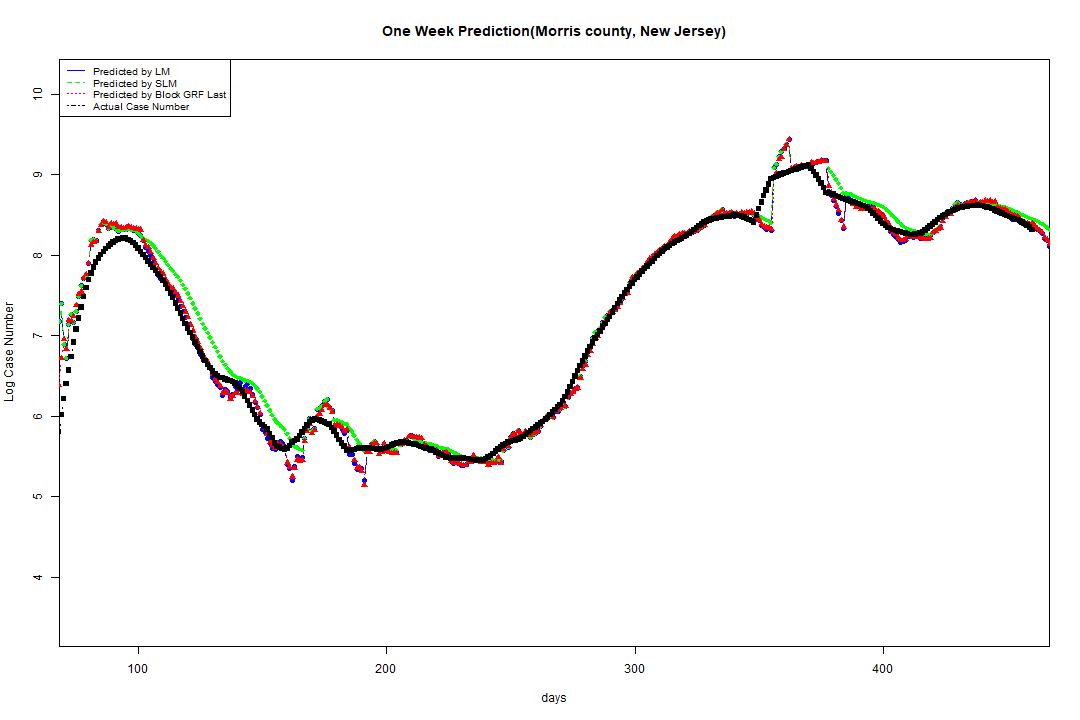 One Week Prediction(Morris county, New Jersey)
Predicted by LM
Predicted by SLM
Predicted by Block GRF Last
Actual Case Number
10
9
8
7
6
5
4
Log Case Number
100
200
300
400
days